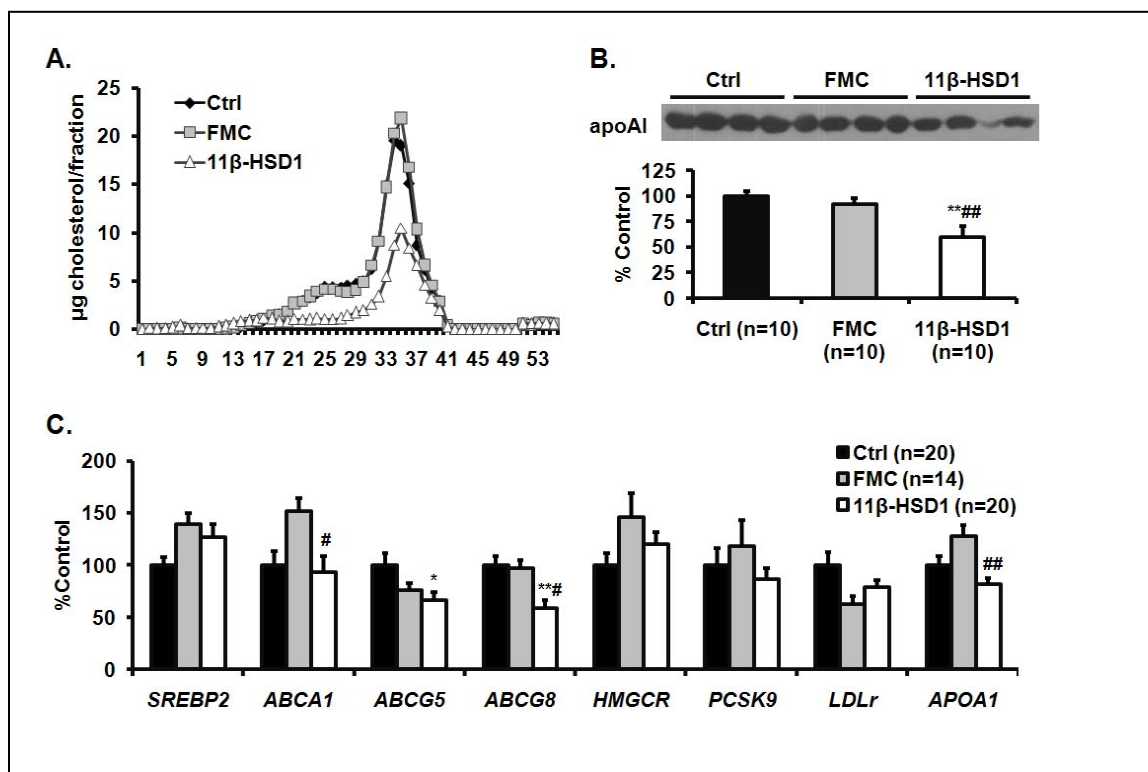 A.
25
20
15
10
5
0
µg cholesterol/fraction
Ctrl
FMC
11β-HSD1
1 5 9 13 17 21 25 29 33 37 41 45 49 53
B.
Ctrl FMC 11β-HSD1
apoAI
125
100
75
50
25
0
% Control
**##
Ctrl (n=10) FMC (n=10) 11β-HSD1 (n=10)
C.
200
150
100
50
0
%Control
Ctrl (n=20)
FMC (n=14)
11β-HSD1 (n=20)
# * **# ##
SREBP2 ABCA1 ABCG5 ABCG8 HMGCR PCSK9 LDLr APOA1